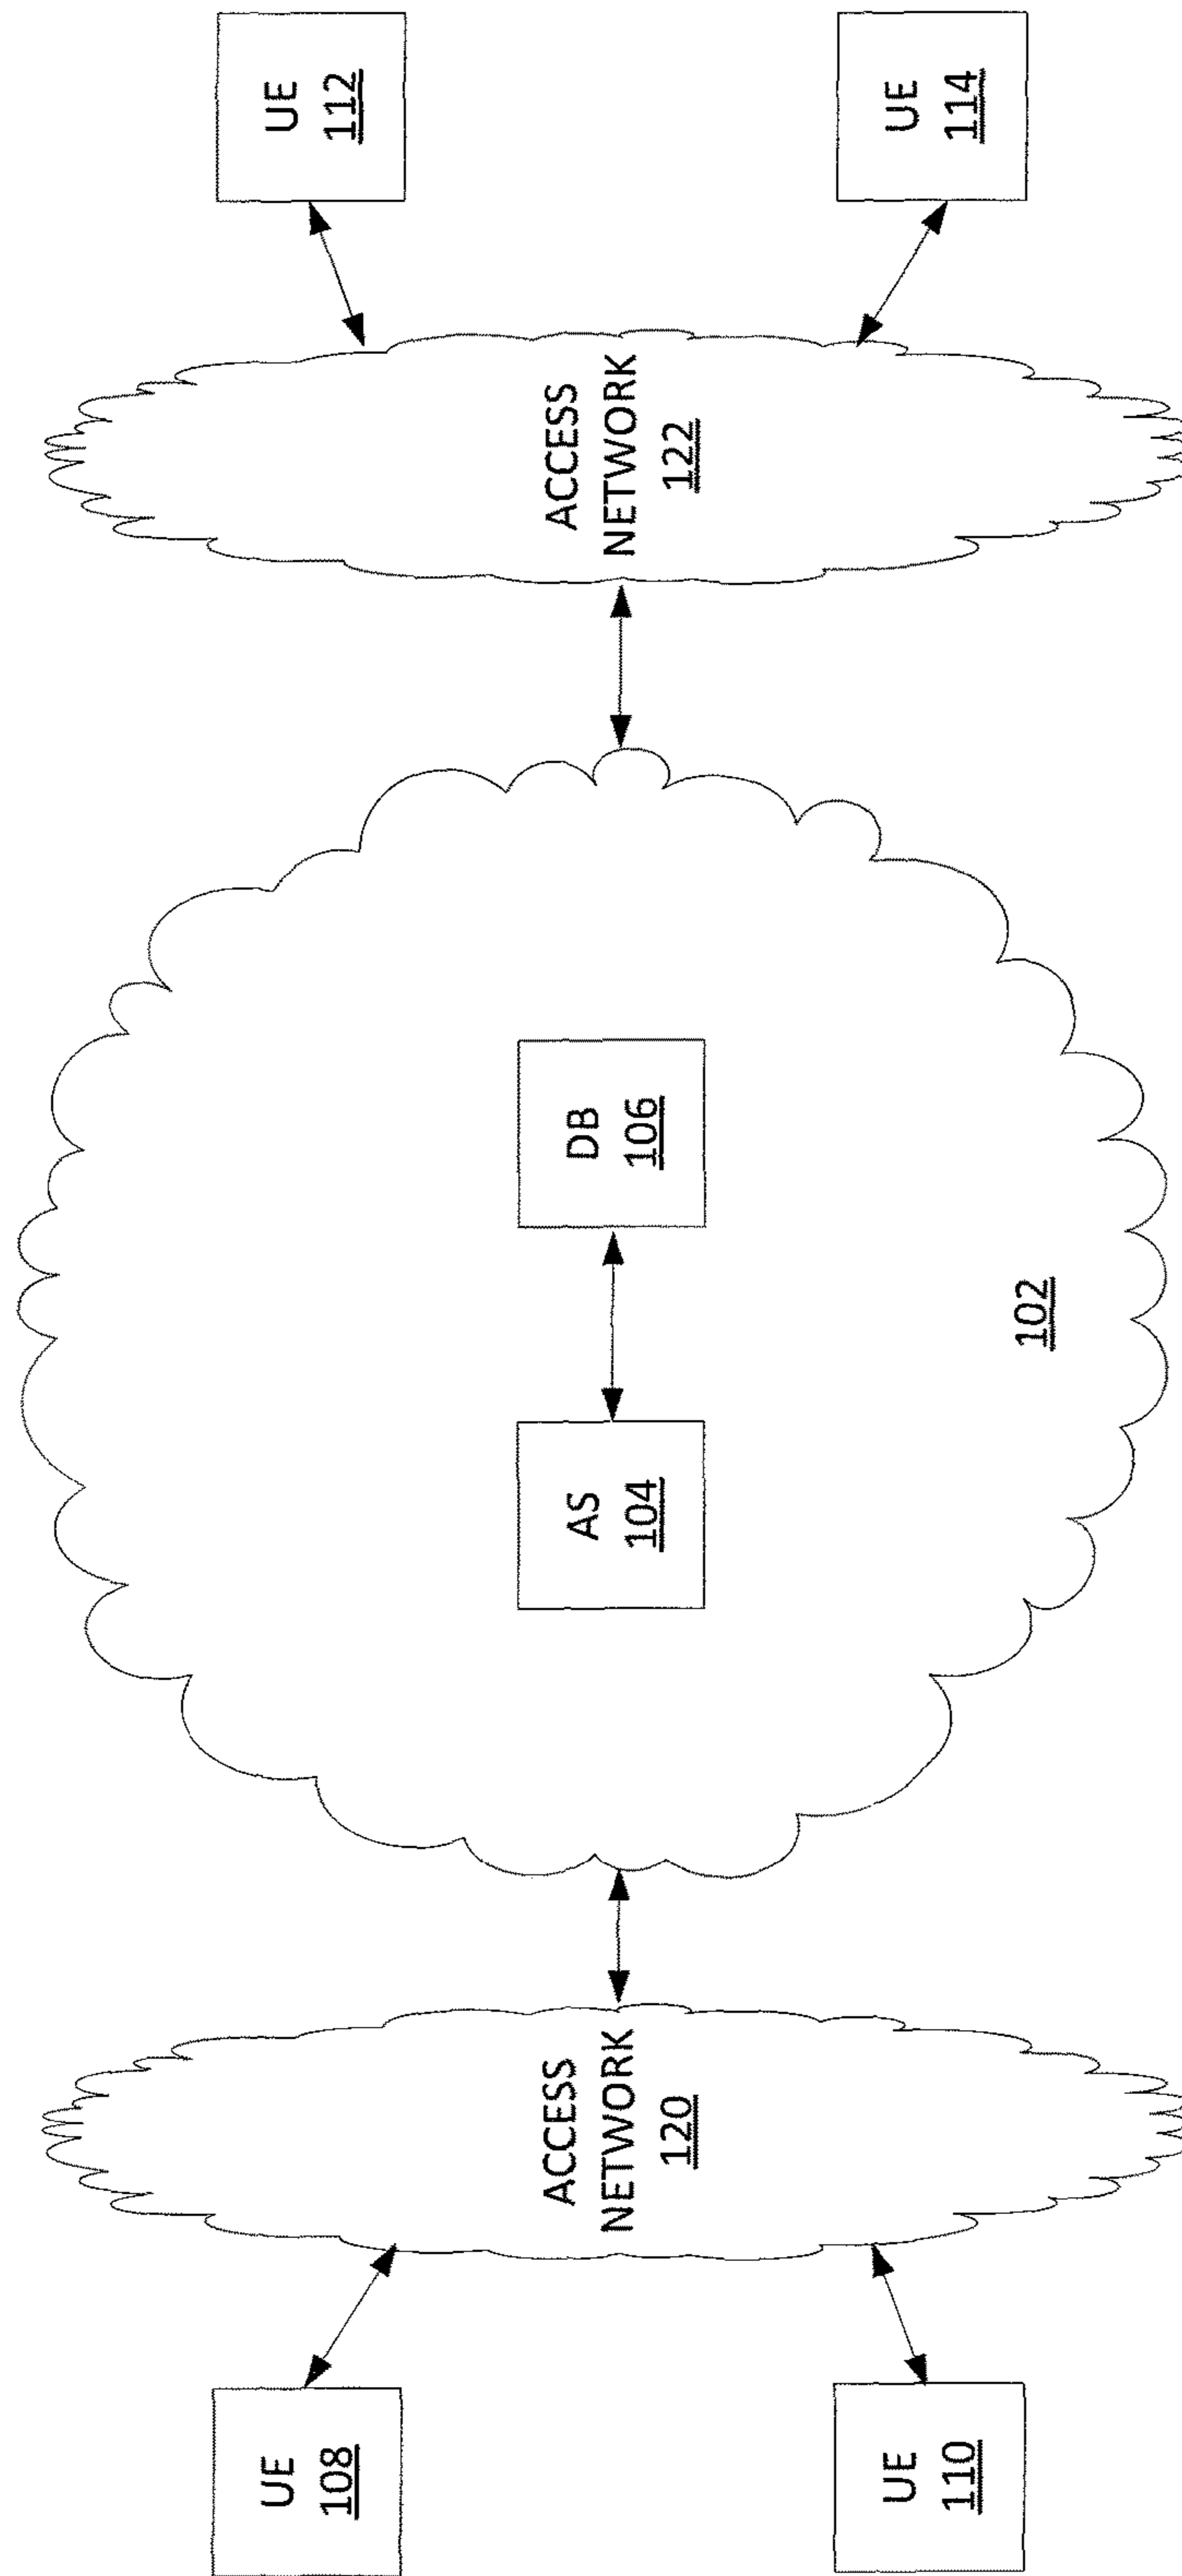 UE
108
UE
110
ACCESS
NETWORK
120
AS
104
DB
106
102
ACCESS
NETWORK
122
UE
112
UE
114